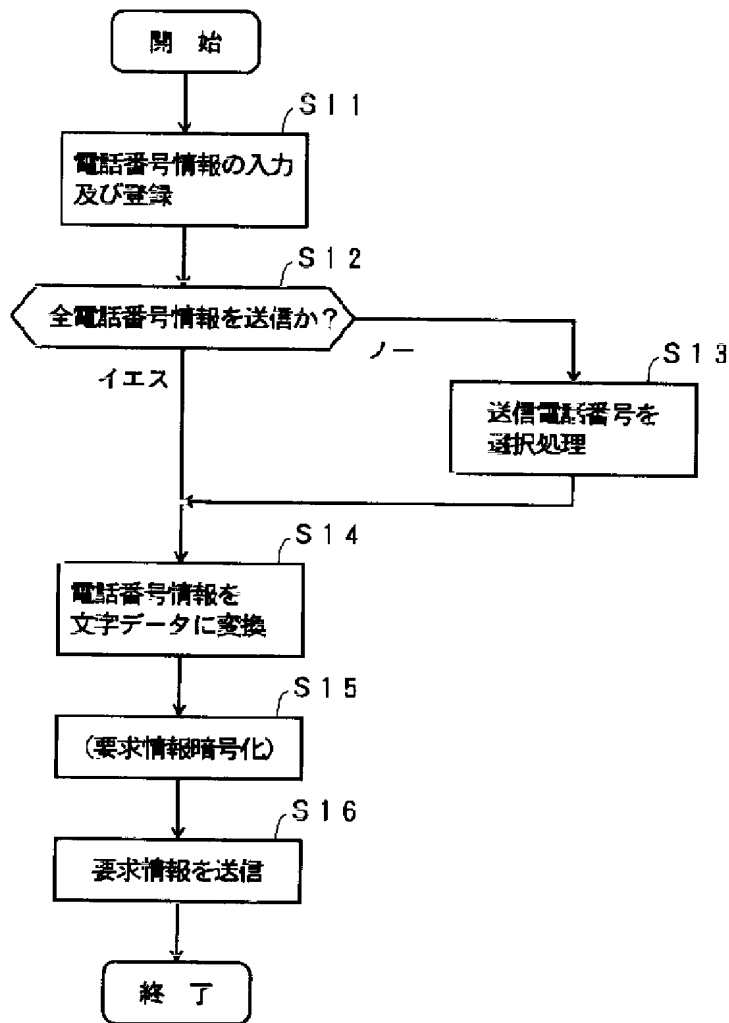 開 始
S11
電話番号情報の入力
及び登録
S12
全電話番号情報を送信か？
ノー
イエス
S13
送信電話番号を
選択処理
S14
電話番号情報を
文字データに変換
S15
(要求情報暗号化)
S16
要求情報を送信
終 了